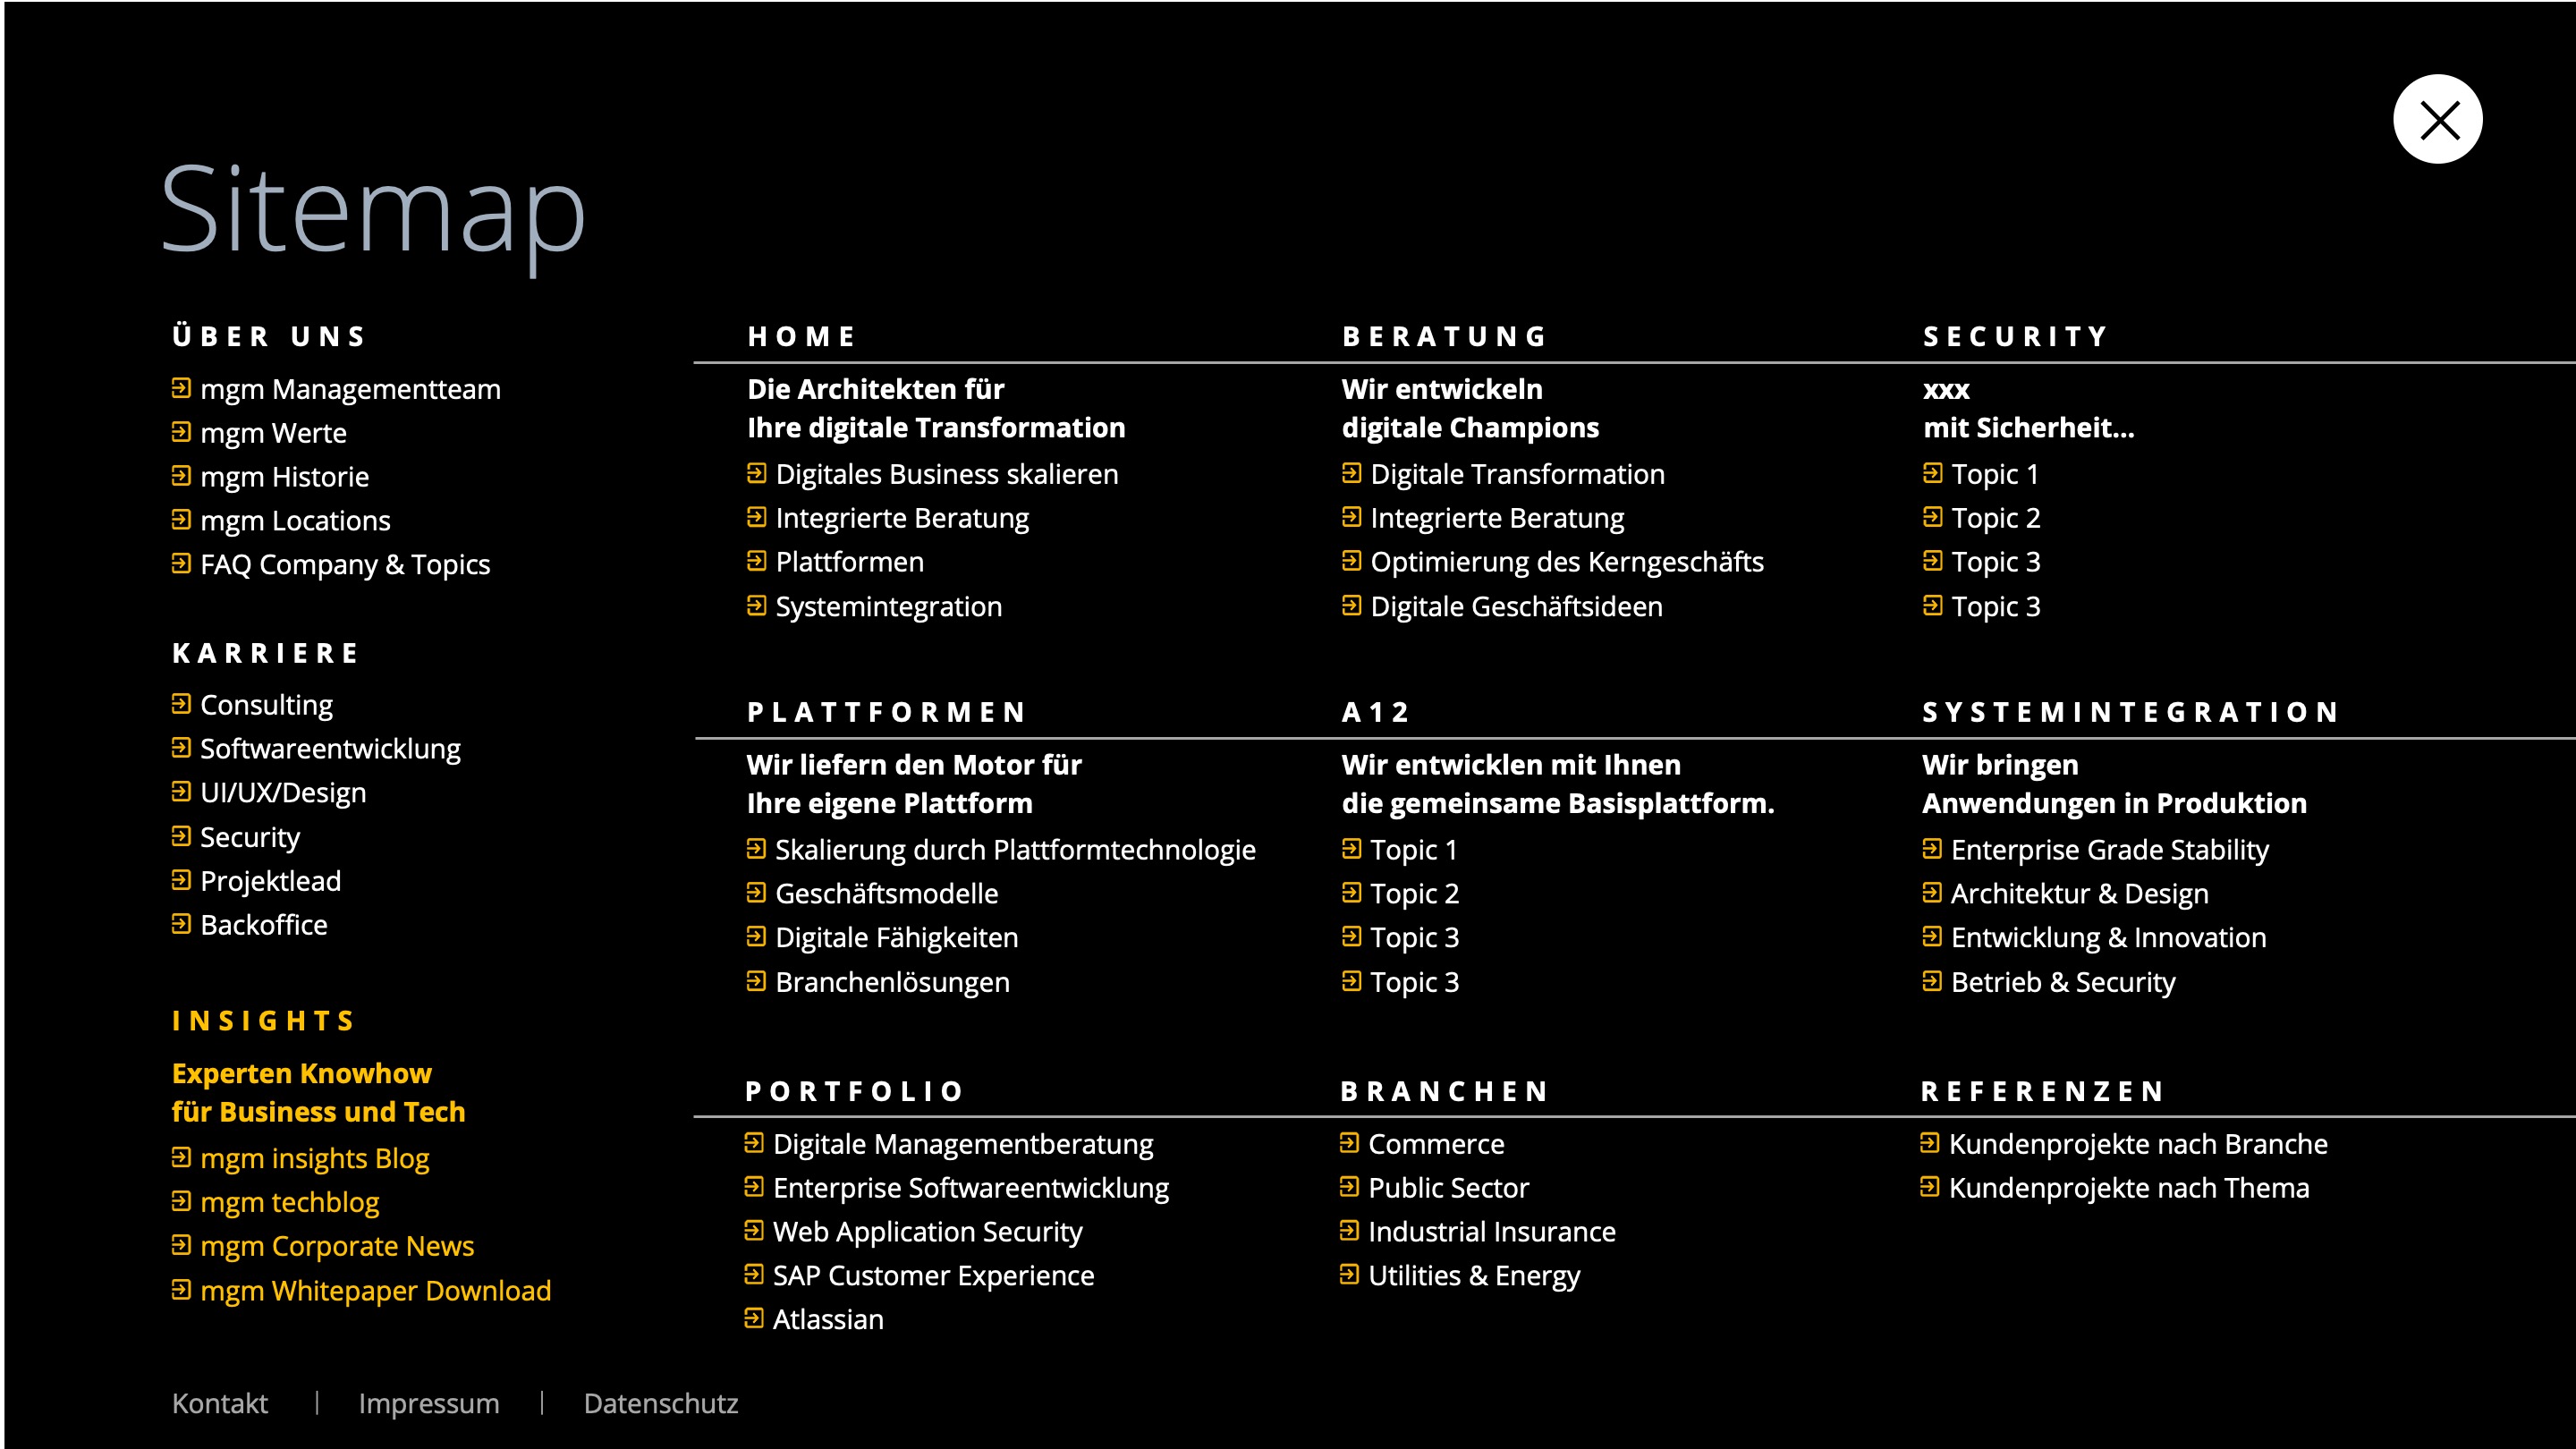 Sitemap
ÜBER UNS
mgm Managementteam
mgm Werte
mgm Historie
mgm Locations
FAQ Company & Topics
KARRIERE
Consulting
Softwareentwicklung
UI/UX/Design
Security
Projektlead
Backoffice
INSIGHTS
Experten Knowhow
für Business und Tech
mgm insights Blog
mgm techblog
mgm Corporate News
mgm Whitepaper Download
HOME
Die Architekten für
Ihre digitale Transformation
Digitales Business skalieren
Integrierte Beratung
Plattformen
Systemintegration
BERATUNG
Wir entwickeln
digitale Champions
Digitale Transformation
Integrierte Beratung
Optimierung des Kerngeschäfts
Digitale Geschäftsideen
SECURITY
xxx
mit Sicherheit...
Topic 1
Topic 2
Topic 3
Topic 3
PLATTFORMEN
Wir liefern den Motor für
Ihre eigene Plattform
Skalierung durch Plattformtechnologie
Geschäftsmodelle
Digitale Fähigkeiten
Branchenlösungen
A12
Wir entwicklen mit Ihnen
die gemeinsame Basisplattform.
Topic 1
Topic 2
Topic 3
Topic 3
SYSTEMINTEGRATION
Wir bringen
Anwendungen in Produktion
Enterprise Grade Stability
Architektur & Design
Entwicklung & Innovation
Betrieb & Security
PORTFOLIO
Digitale Managementberatung
Enterprise Softwareentwicklung
Web Application Security
SAP Customer Experience
Atlassian
BRANCHEN
Commerce
Public Sector
Industrial Insurance
Utilities & Energy
REFERENZEN
Kundenprojekte nach Branche
Kundenprojekte nach Thema
Kontakt | Impressum | Datenschutz